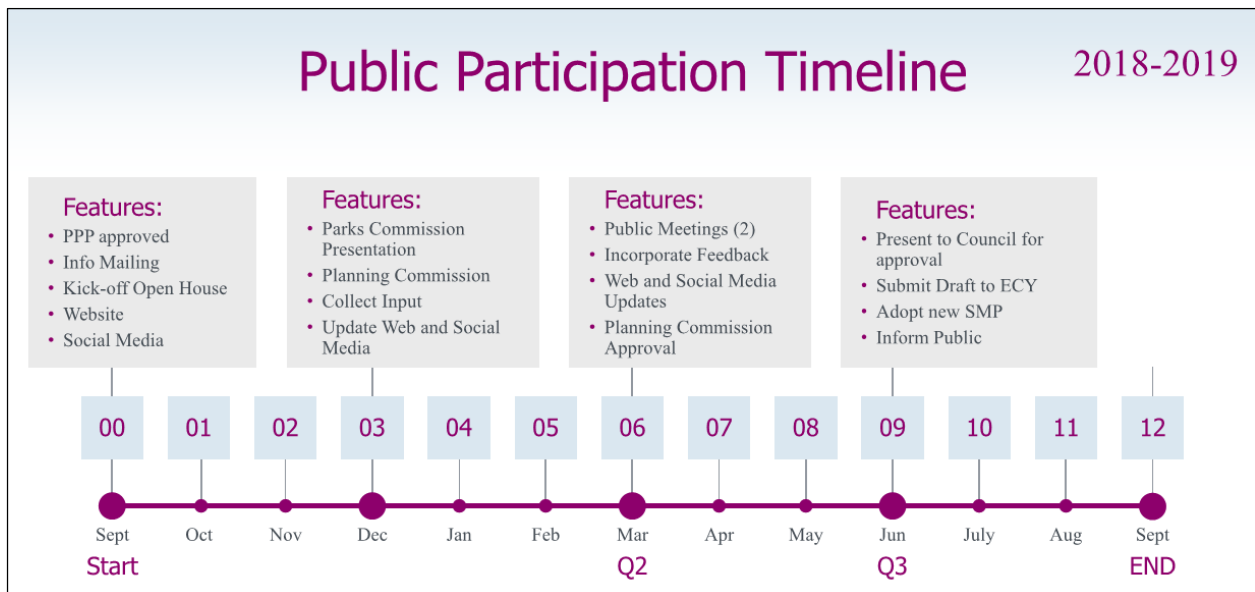 Public Participation Timeline
2018-2019
Features:
• PPP approved
• Info Mailing
• Kick-off Open House
• Website
• Social Media
Features:
• Parks Commission
Presentation
• Planning Commission
• Collect Input
• Update Web and Social
Media
Features:
• Public Meetings (2)
• Incorporate Feedback
• Web and Social Media
Updates
• Planning Commission
Approval
Features:
• Present to Council for
approval
• Submit Draft to ECY
• Adopt new SMP
• Inform Public
00 01 02 03 04 05 06 07 08 09 10 11 12
Sept Oct Nov Dec Jan Feb Mar Apr May Jun July Aug Sept
Start Q2 Q3 END